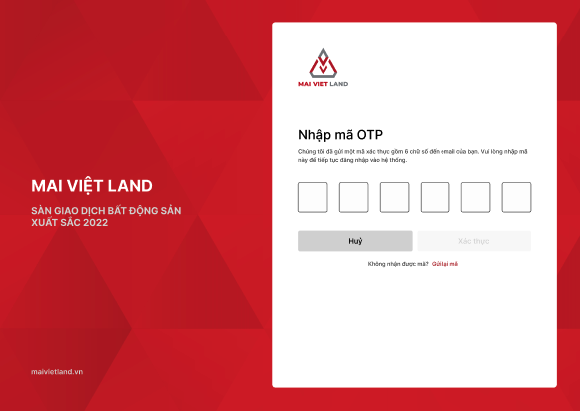 MAI VIET LAND
Nhập mã OTP
Chúng tôi đã gửi một mã xác thực gồm 6 chữ số đến email của bạn. Vui lòng nhập mã
này để tiếp tục đăng nhập vào hệ thống.
MAI VIỆT LAND
SÀN GIAO DỊCH BẤT ĐỘNG SẢN
XUẤT SẮC 2022
Huỷ
Xác thực
Không nhận được mã? Gửi lại mã
maivietland.vn